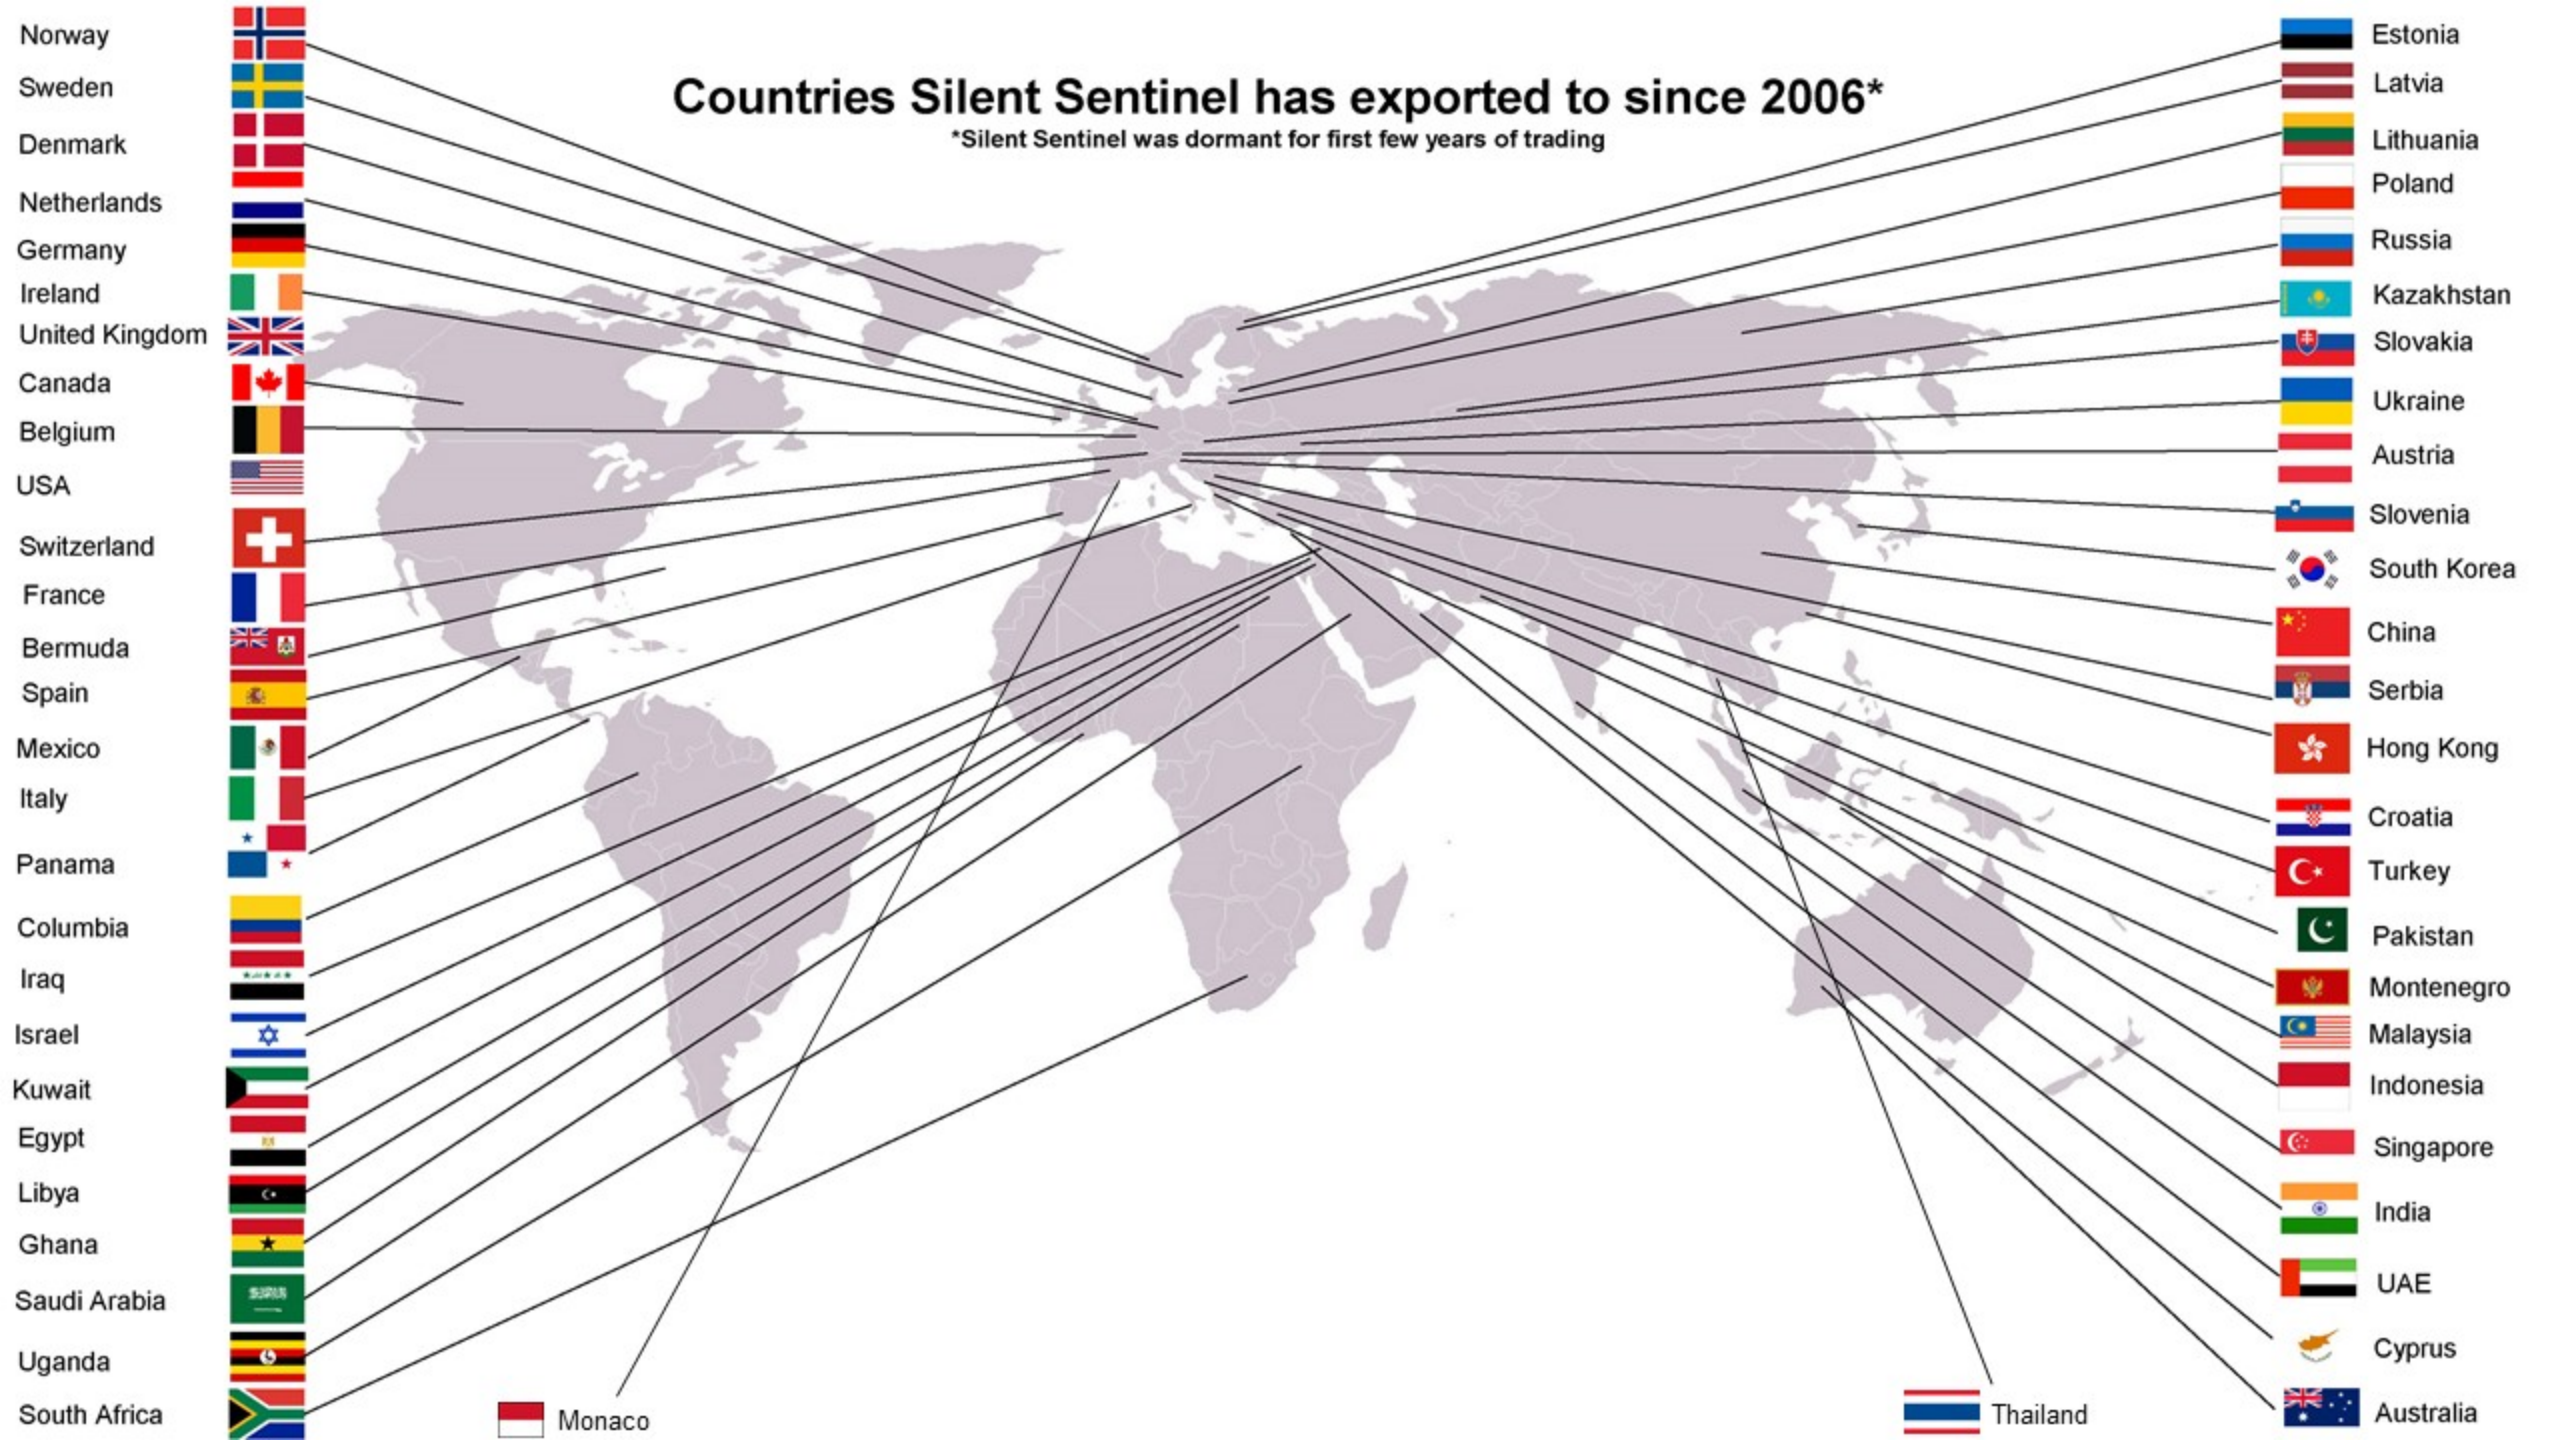 Countries Silent Sentinel has exported to since 2006*
*Silent Sentinel was dormant for first few years of trading
Norway
Sweden
Denmark
Netherlands
Germany
Ireland
United Kingdom
Canada
Belgium
USA
Switzerland
France
Bermuda
Spain
Mexico
Italy
Panama
Columbia
Iraq
Israel
Kuwait
Egypt
Libya
Ghana
Saudi Arabia
Uganda
South Africa
Monaco
Thailand
Estonia
Latvia
Lithuania
Poland
Russia
Kazakhstan
Slovakia
Ukraine
Austria
Slovenia
South Korea
China
Serbia
Hong Kong
Croatia
Turkey
Pakistan
Montenegro
Malaysia
Indonesia
Singapore
India
UAE
Cyprus
Australia